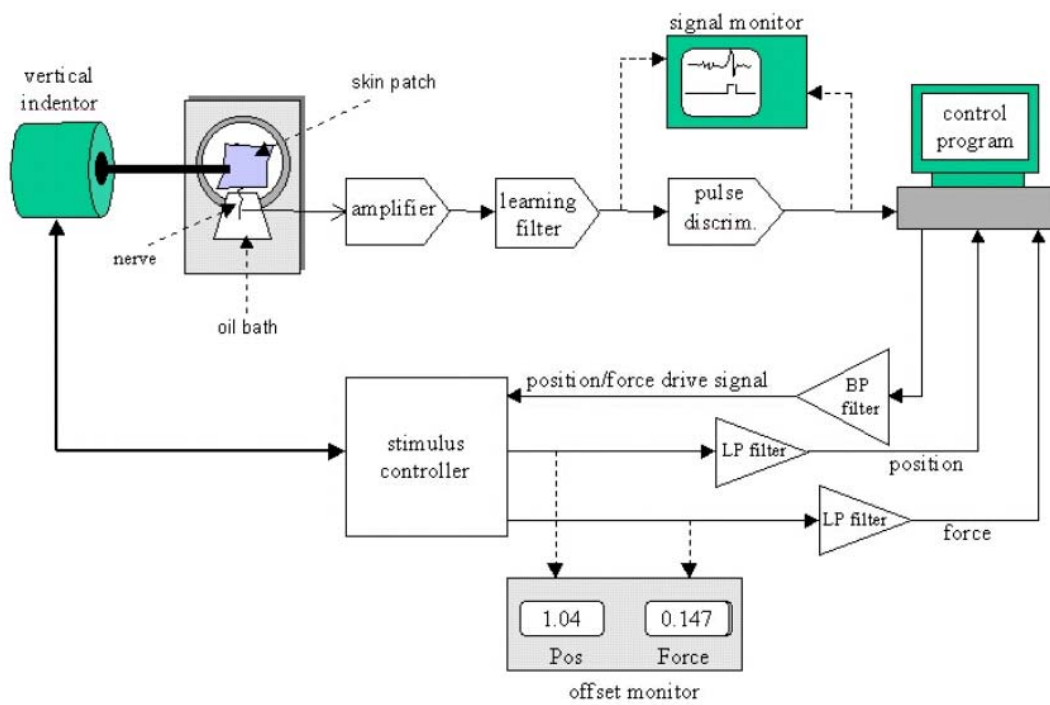 signal monitor
vertical
indentor
skin patch
control
program
amplifier
learning
filter
pulse
discrim.
nerve
oil bath
position/force drive signal
BP
filter
stimulus
controller
LP filter
position
LP filter
force
1.04
0.147
Pos
Force
offset monitor